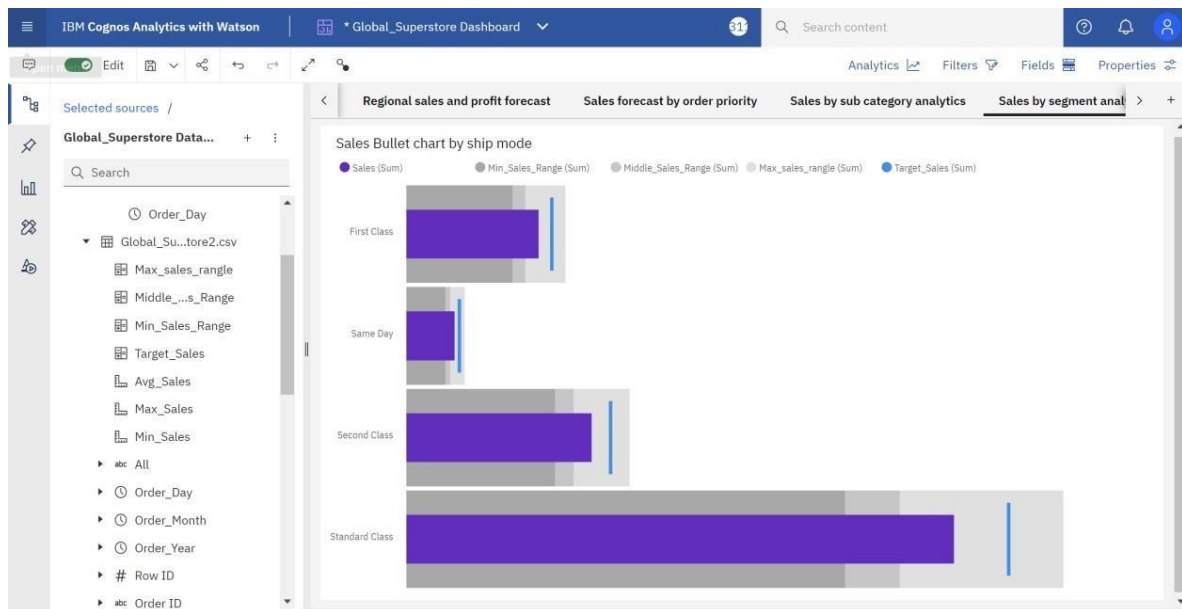 IBM Cognos Analytics with Watson
* Global_Superstore Dashboard
Search content
Edit
Analytics
Filters
Fields
Properties
Selected sources /
Regional sales and profit forecast
Sales forecast by order priority
Sales by sub category analytics
Sales by segment anal
Global_Superstore Data...
Search
Order_Day
Global_Su...tore2.csv
Max_sales_rangle
Middle_...s_Range
Min_Sales_Range
Target_Sales
Avg_Sales
Max_Sales
Min_Sales
abc All
Order_Day
Order_Month
Order_Year
# Row ID
abc Order ID
Sales Bullet chart by ship mode
Sales (Sum)
Min_Sales_Range (Sum)
Middle_Sales_Range (Sum)
Max_sales_rangle (Sum)
Target_Sales (Sum)
First Class
Same Day
Second Class
Standard Class